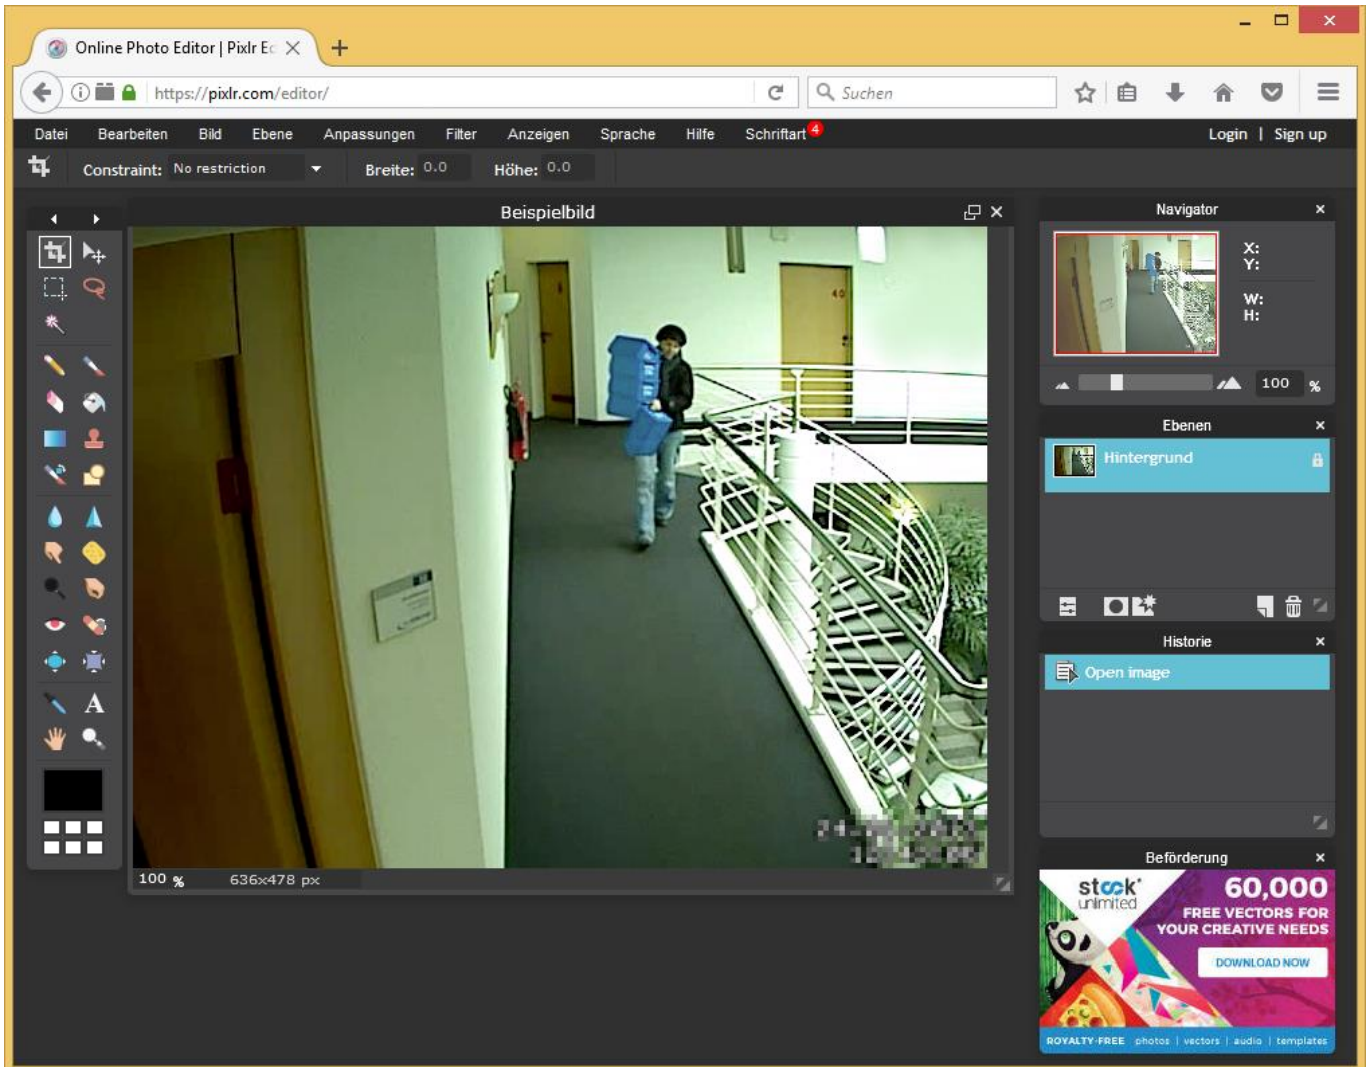 Online Photo Editor | Pixlr Ed
https://pixlr.com/editor/
Suchen
Datei Bearbeiten Bild Ebene Anpassungen Filter Anzeigen Sprache Hilfe Schriftart 4 Login | Sign up
Constraint: No restriction Breite: 0.0 Höhe: 0.0
Beispielbild
Navigator
X:
Y:
W:
H:
100 %
Ebenen
Hintergrund
Historie
Open image
A
40
100 % 636x478 px
Beförderung
stock
unlimited
60,000
FREE VECTORS FOR
YOUR CREATIVE NEEDS
DOWNLOAD NOW
ROYALTY-FREE photos | vectors | audio | templates